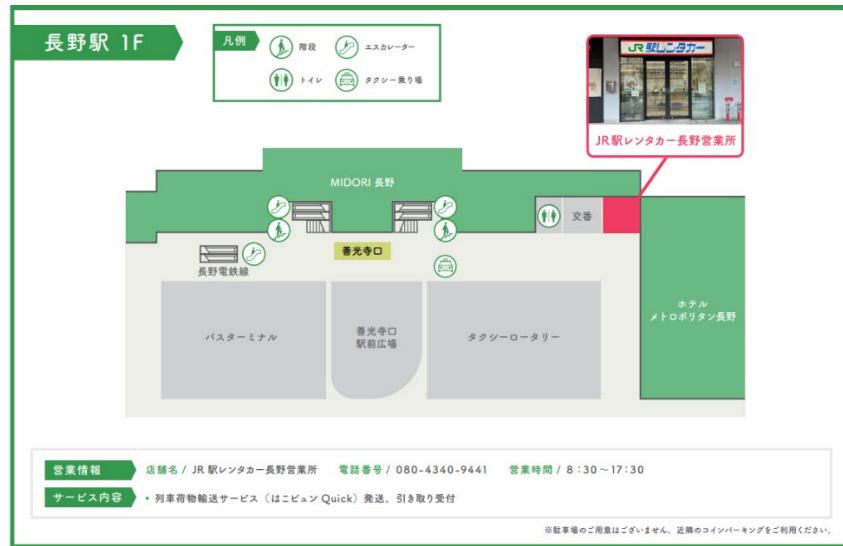 長野駅 1F
凡例
階段
エスカレーター
トイレ
タクシー乗り場
JR駅レンタカー
JR駅レンタカー長野営業所
MIDORI 長野
交番
善光寺口
長野電鉄線
バスターミナル
善光寺口
駅前広場
タクシーロータリー
ホテル
メトロポリタン長野
営業情報 店舗名 / JR 駅レンタカー長野営業所 電話番号 / 080-4340-9441 営業時間 / 8:30～17:30
サービス内容 ・列車荷物輸送サービス（はこビュン Quick）発送、引き取り受付
※駐車場のご用意はございません。近隣のコインパーキングをご利用ください。